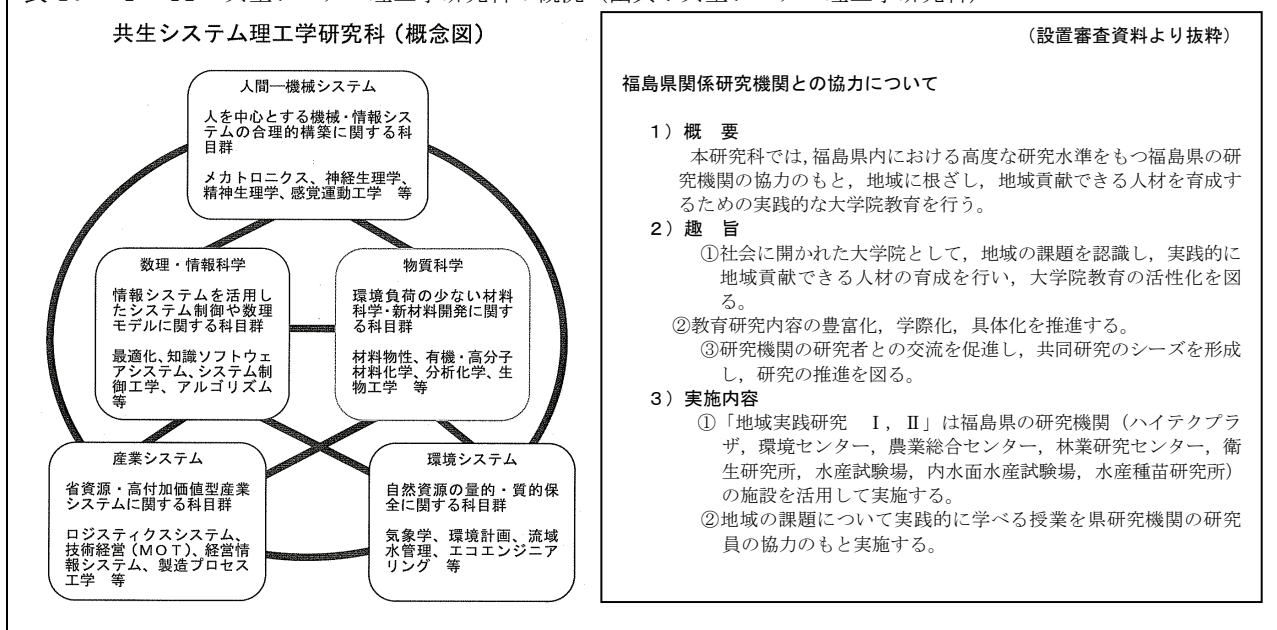 共生システム理工学研究科（概念図）
人間―機械システム
人を中心とする機械・情報シス
テムの合理的構築に関する科
目群
メカトロニクス、神経生理学、
精神生理学、感覚運動工学　等
数理・情報科学
情報システムを活用し
たシステム制御や数理
モデルに関する科目群
最適化、知識ソフトウェ
アシステム、システム制
御工学、アルゴリズム
等
物質科学
環境負荷の少ない材料
科学・新材料開発に関す
る科目群
材料物性、有機・高分子
材料化学、分析化学、生
物工学　等
産業システム
省資源・高付加価値型産業
システムに関する科目群
ロジスティクスシステム、
技術経営（ＭＯＴ）、経営情
報システム、製造プロセス
工学　等
環境システム
自然資源の量的・質的保
全に関する科目群
気象学、環境計画、流域
水管理、エコエンジニア
リング　等
（設置審査資料より抜粋）
福島県関係研究機関との協力について
１）概　要
本研究科では，福島県内における高度な研究水準をもつ福島県の研
究機関の協力のもと，地域に根ざし，地域貢献できる人材を育成す
るための実践的な大学院教育を行う。
２）趣　旨
①社会に開かれた大学院として，地域の課題を認識し，実践的に
地域貢献できる人材の育成を行い，大学院教育の活性化を図
る。
②教育研究内容の豊富化，学際化，具体化を推進する。
③研究機関の研究者との交流を促進し，共同研究のシーズを形成
し，研究の推進を図る。
３）実施内容
①「地域実践研究　Ⅰ，Ⅱ」は福島県の研究機関（ハイテクプラ
ザ，環境センター，農業総合センター，林業研究センター，衛
生研究所，水産試験場，内水面水産試験場，水産種苗研究所）
の施設を活用して実施する。
②地域の課題について実践的に学べる授業を県研究機関の研究
員の協力のもと実施する。